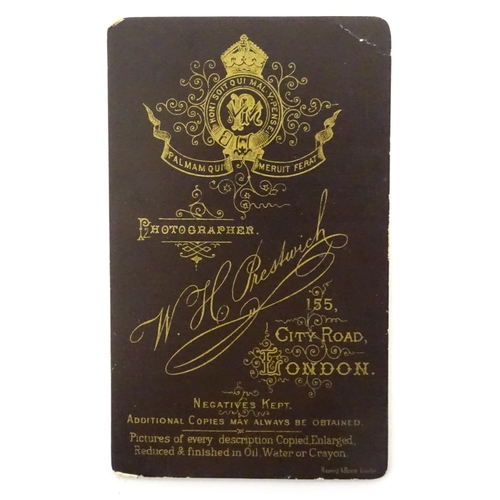 HONI SOIT QUI MAL Y PENSE
PALMAM QUI MERUIT FERAT
PHOTOGRAPHER.
W. H. Prestwich
155,
CITY ROAD,
LONDON.
NEGATIVES KEPT.
ADDITIONAL COPIES MAY ALWAYS BE OBTAINED.
Pictures of every description Copied, Enlarged,
Reduced & finished in Oil, Water or Crayon.